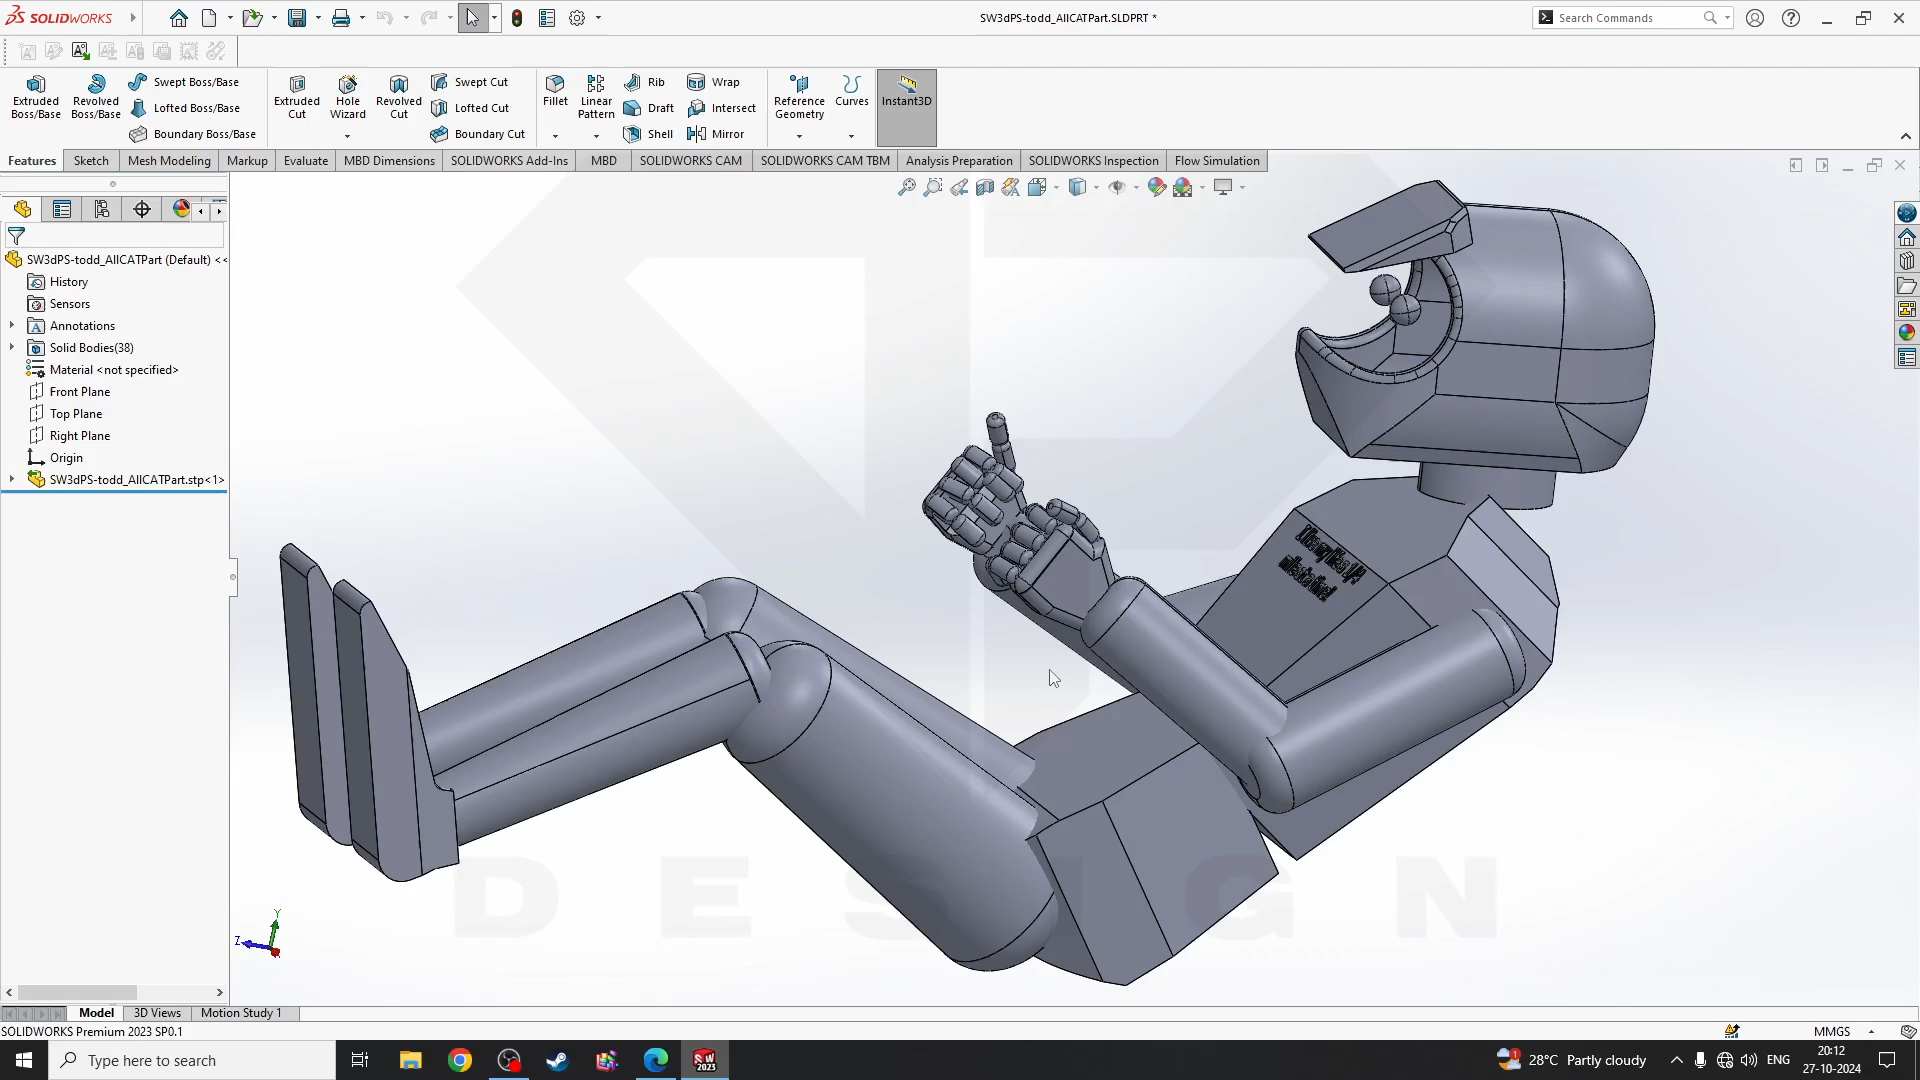 SOLIDWORKS
SW3dPS-todd_AllCATPart.SLDPRT *
Search Commands
Extruded Boss/Base
Revolved Boss/Base
Swept Boss/Base
Lofted Boss/Base
Boundary Boss/Base
Extruded Cut
Hole Wizard
Revolved Cut
Swept Cut
Lofted Cut
Boundary Cut
Fillet
Linear Pattern
Rib
Draft
Shell
Wrap
Intersect
Mirror
Reference Geometry
Curves
Instant3D
Features
Sketch
Mesh Modeling
Markup
Evaluate
MBD Dimensions
SOLIDWORKS Add-Ins
MBD
SOLIDWORKS CAM
SOLIDWORKS CAM TBM
Analysis Preparation
SOLIDWORKS Inspection
Flow Simulation
SW3dPS-todd_AllCATPart (Default) <<
History
Sensors
Annotations
Solid Bodies(38)
Material <not specified>
Front Plane
Top Plane
Right Plane
Origin
SW3dPS-todd_AllCATPart.stp<1>
Y
Z
DESIGN
Model
3D Views
Motion Study 1
SOLIDWORKS Premium 2023 SP0.1
MMGS
Type here to search
SW
2023
1
28°C Partly cloudy
ENG
20:12
27-10-2024